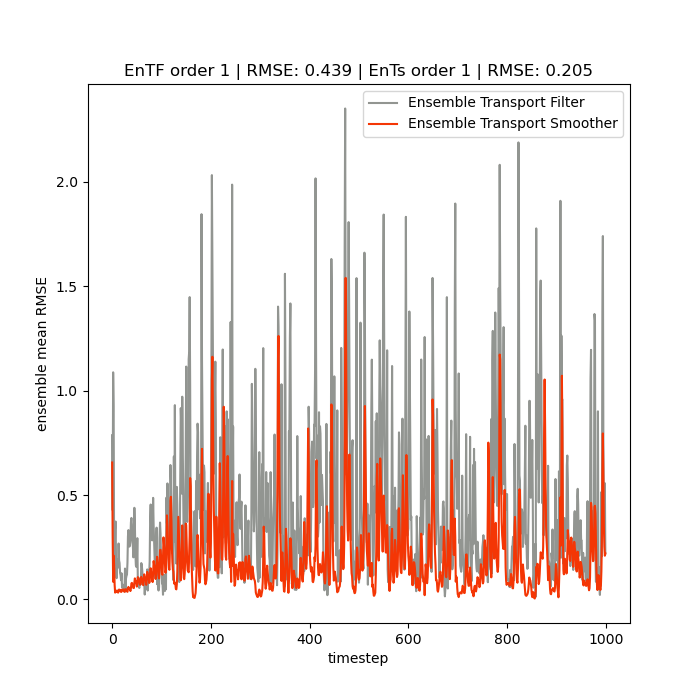 EnTF order 1 | RMSE: 0.439 | EnTs order 1 | RMSE: 0.205
Ensemble Transport Filter
Ensemble Transport Smoother
2.0
1.5
1.0
0.5
0.0
ensemble mean RMSE
0 200 400 600 800 1000
timestep